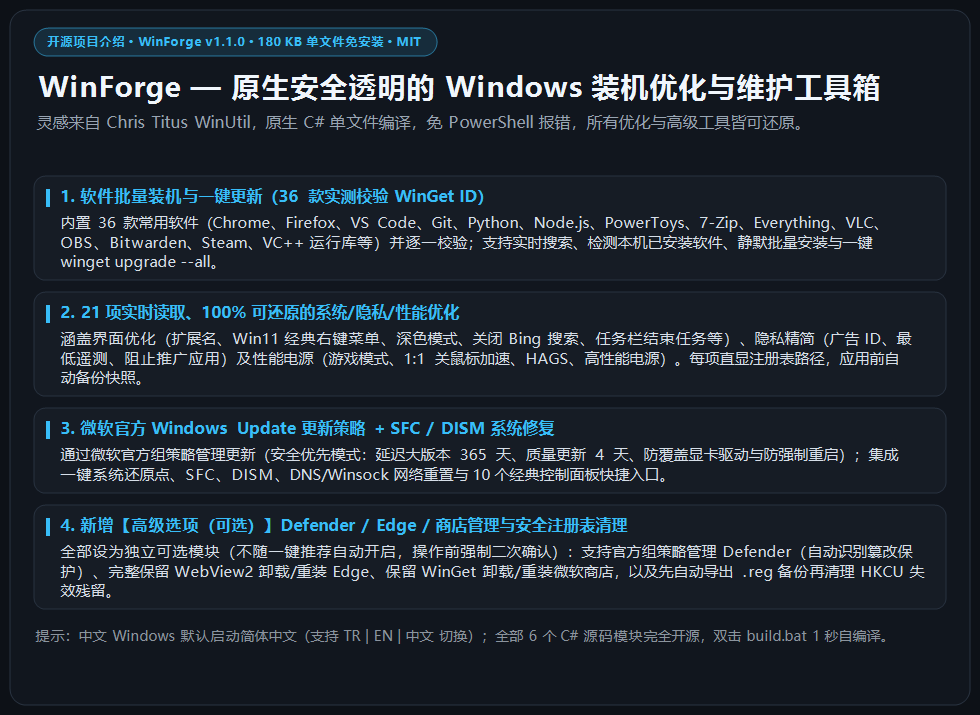 开源项目介绍 • WinForge v1.1.0 • 180 KB 单文件免安装 • MIT
WinForge — 原生安全透明的 Windows 装机优化与维护工具箱
灵感来自 Chris Titus WinUtil，原生 C# 单文件编译，免 PowerShell 报错，所有优化与高级工具皆可还原。
1. 软件批量装机与一键更新（36 款实测校验 WinGet ID）
内置 36 款常用软件（Chrome、Firefox、VS Code、Git、Python、Node.js、PowerToys、7-Zip、Everything、VLC、
OBS、Bitwarden、Steam、VC++ 运行库等）并逐一校验；支持实时搜索、检测本机已安装软件、静默批量安装与一键
winget upgrade --all。
2. 21 项实时读取、100% 可还原的系统/隐私/性能优化
涵盖界面优化（扩展名、Win11 经典右键菜单、深色模式、关闭 Bing 搜索、任务栏结束任务等）、隐私精简（广告 ID、最
低遥测、阻止推广应用）及性能电源（游戏模式、1:1 关鼠标加速、HAGS、高性能电源）。每项直显注册表路径，应用前自
动备份快照。
3. 微软官方 Windows Update 更新策略 + SFC / DISM 系统修复
通过微软官方组策略管理更新（安全优先模式：延迟大版本 365 天、质量更新 4 天、防覆盖显卡驱动与防强制重启）；集成
一键系统还原点、SFC、DISM、DNS/Winsock 网络重置与 10 个经典控制面板快捷入口。
4. 新增【高级选项（可选）】Defender / Edge / 商店管理与安全注册表清理
全部设为独立可选模块（不随一键推荐自动开启，操作前强制二次确认）：支持官方组策略管理 Defender（自动识别篡改保
护）、完整保留 WebView2 卸载/重装 Edge、保留 WinGet 卸载/重装微软商店，以及先自动导出 .reg 备份再清理 HKCU 失
效残留。
提示：中文 Windows 默认启动简体中文（支持 TR | EN | 中文 切换）；全部 6 个 C# 源码模块完全开源，双击 build.bat 1 秒自编译。